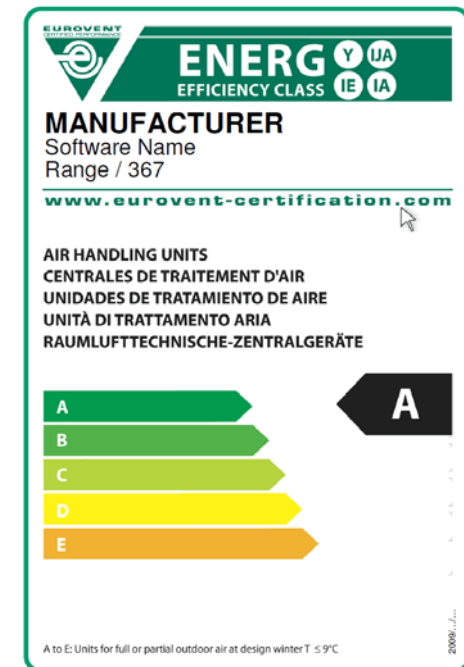 EUROVENT
CERTIFIED PERFORMANCE
ENERG Y IJA
EFFICIENCY CLASS IE IA
MANUFACTURER
Software Name
Range / 367
www.eurovent-certification.com
AIR HANDLING UNITS
CENTRALES DE TRAITEMENT D'AIR
UNIDADES DE TRATAMIENTO DE AIRE
UNITÀ DI TRATTAMENTO ARIA
RAUMLUFTTECHNISCHE-ZENTRALGERÄTE
A
A
B
C
D
E
A to E: Units for full or partial outdoor air at design winter T ≤ 9°C
2009/.../...